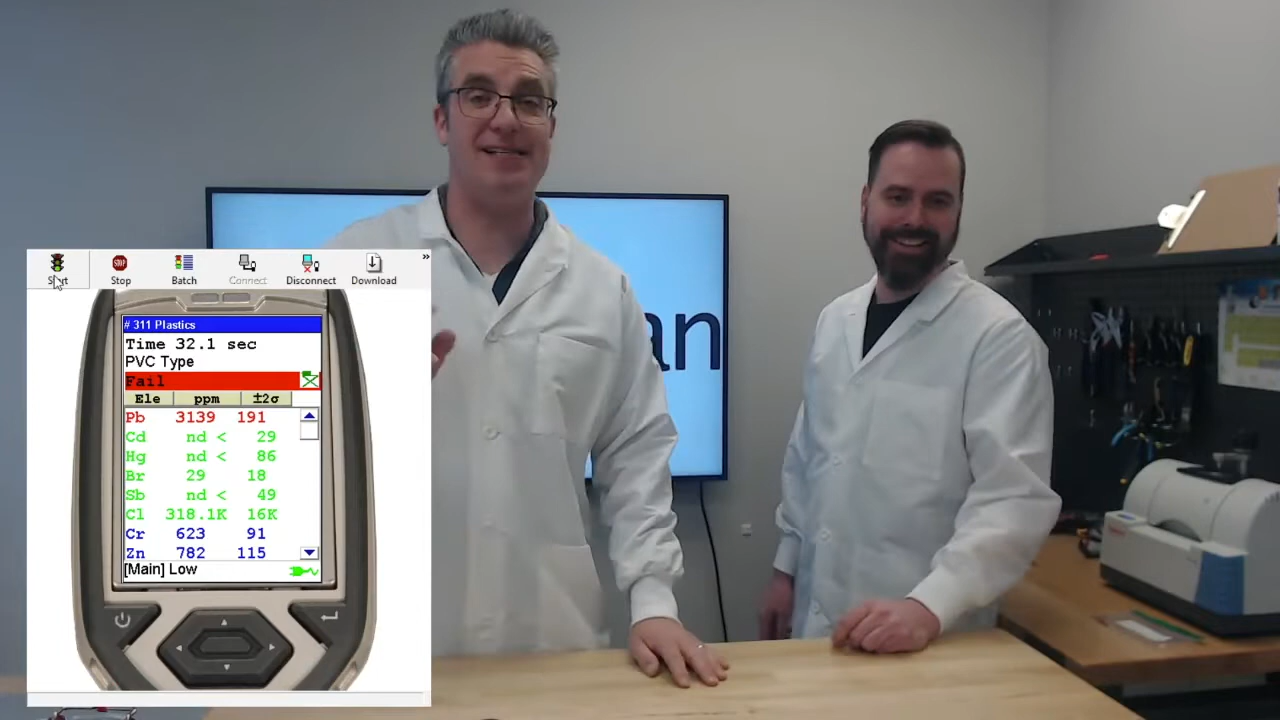 Start Stop Batch Connect Disconnect Download »
# 311 Plastics
Time 32.1 sec
PVC Type
Fail
Ele ppm ±2σ
Pb 3139 191
Cd nd < 29
Hg nd < 86
Br 29 18
Sb nd < 49
Cl 318.1K 16K
Cr 623 91
Zn 782 115
[Main] Low
an